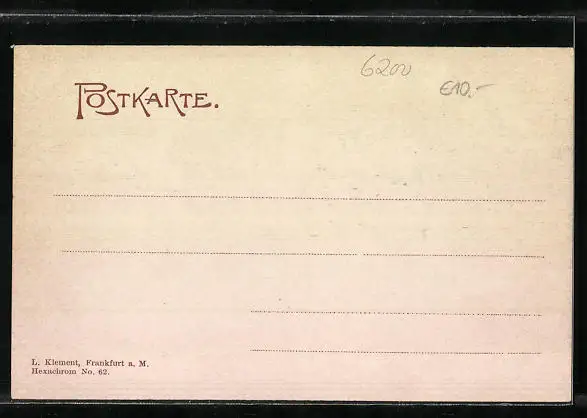 6200
€10.-
POSTKARTE.
L. Klement, Frankfurt a. M.
Hexachrom No. 62.